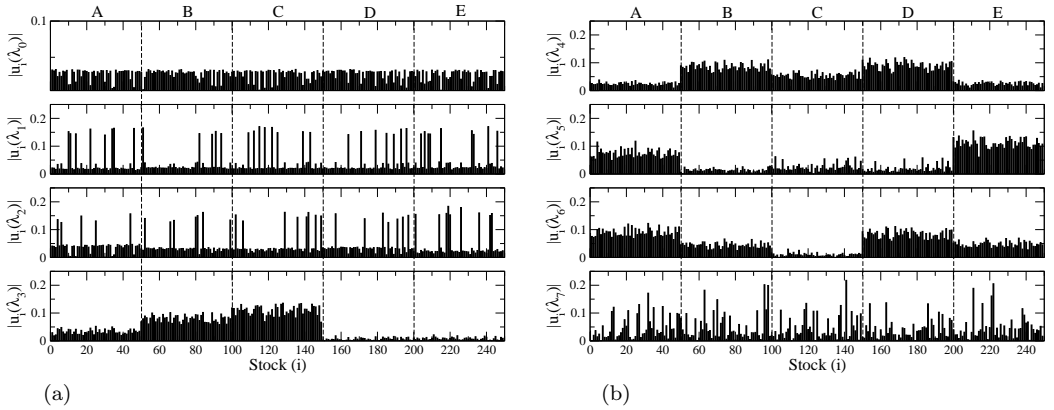 A B C D E
0.1
|u_i(λ_0)|
0
0.2
0.1
|u_i(λ_1)|
0
0.2
0.1
|u_i(λ_2)|
0
0.2
0.1
|u_i(λ_3)|
0
0 20 40 60 80 100 120 140 160 180 200 220 240
Stock (i)
(a)
A B C D E
0.2
0.1
|u_i(λ_4)|
0
0.2
0.1
|u_i(λ_5)|
0
0.2
0.1
|u_i(λ_6)|
0
0.2
0.1
|u_i(λ_7)|
0
0 20 40 60 80 100 120 140 160 180 200 220 240
Stock (i)
(b)